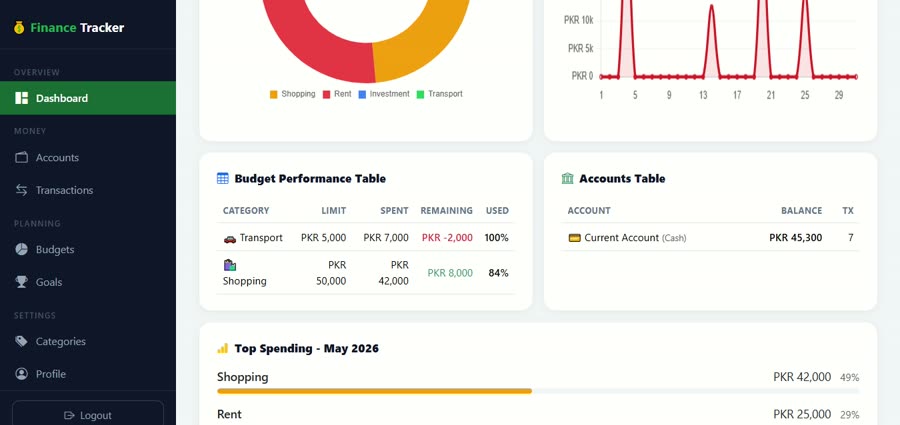 Finance Tracker
OVERVIEW
Dashboard
MONEY
Accounts
Transactions
PLANNING
Budgets
Goals
SETTINGS
Categories
Profile
Logout
Shopping Rent Investment Transport
PKR 10k
PKR 5k
PKR 0
1 5 9 13 17 21 25 29
Budget Performance Table
CATEGORY LIMIT SPENT REMAINING USED
Transport PKR 5,000 PKR 7,000 PKR -2,000 100%
Shopping PKR 50,000 PKR 42,000 PKR 8,000 84%
Accounts Table
ACCOUNT BALANCE TX
Current Account (Cash) PKR 45,300 7
Top Spending - May 2026
Shopping PKR 42,000 49%
Rent PKR 25,000 29%